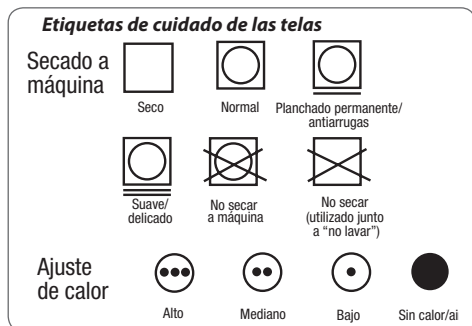 Etiquetas de cuidado de las telas
Secado a
máquina
Seco
Normal
Planchado permanente/
antiarrugas
Suave/
delicado
No secar
a máquina
No secar
(utilizado junto
a “no lavar”)
Ajuste
de calor
Alto
Mediano
Bajo
Sin calor/ai